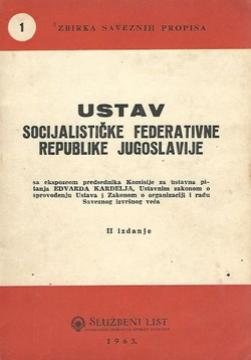 1
ZBIRKA SAVEZNIH PROPISA
USTAV
SOCIJALISTIČKE FEDERATIVNE
REPUBLIKE JUGOSLAVIJE
sa ekspozeom predsednika Komisije za ustavna pi-
tanja EDVARDA KARDELJA, Ustavnim zakonom o
sprovođenju Ustava i Zakonom o organizaciji i radu
Saveznog izvršnog veća
II izdanje
SLUŽBENI LIST
1963.